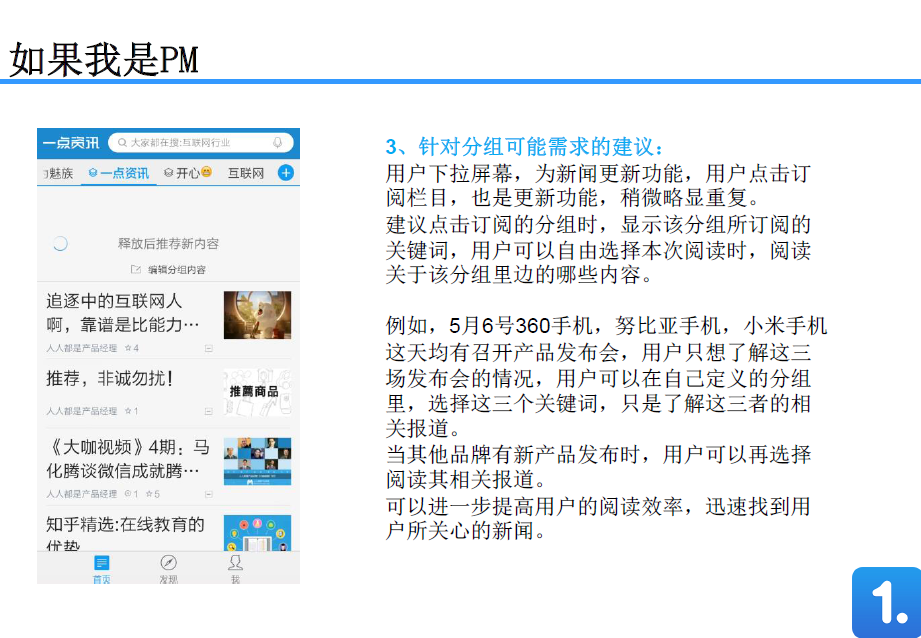 如果我是PM
一点资讯
大家都在搜:互联网行业
魅族
一点资讯
开心
互联网
释放后推荐新内容
编辑分组内容
追逐中的互联网人
啊，靠谱是比能力…
人人都是产品经理 ☆4
推荐，非诚勿扰！
人人都是产品经理 ☆1
推薦商品
《大咖视频》4期：马
化腾谈微信成就腾…
人人都是产品经理 1 ☆5
知乎精选:在线教育的
优势
首页
发现
我
3、针对分组可能需求的建议：
用户下拉屏幕，为新闻更新功能，用户点击订
阅栏目，也是更新功能，稍微略显重复。
建议点击订阅的分组时，显示该分组所订阅的
关键词，用户可以自由选择本次阅读时，阅读
关于该分组里边的哪些内容。
例如，5月6号360手机，努比亚手机，小米手机
这天均有召开产品发布会，用户只想了解这三
场发布会的情况，用户可以在自己定义的分组
里，选择这三个关键词，只是了解这三者的相
关报道。
当其他品牌有新产品发布时，用户可以再选择
阅读其相关报道。
可以进一步提高用户的阅读效率，迅速找到用
户所关心的新闻。
1.